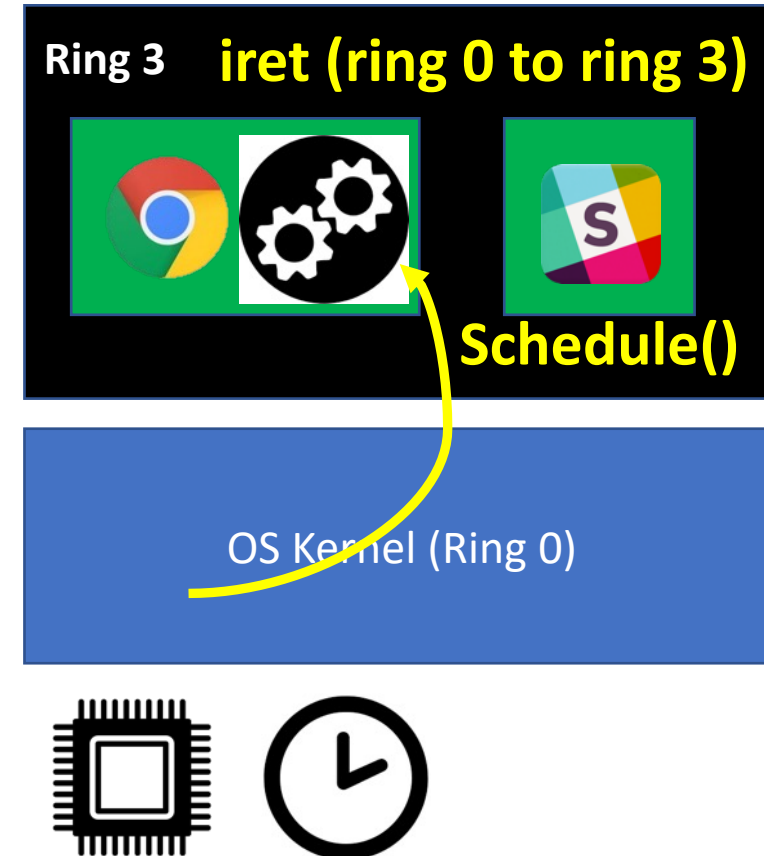 Ring 3 iret (ring 0 to ring 3)
S
Schedule()
OS Kernel (Ring 0)